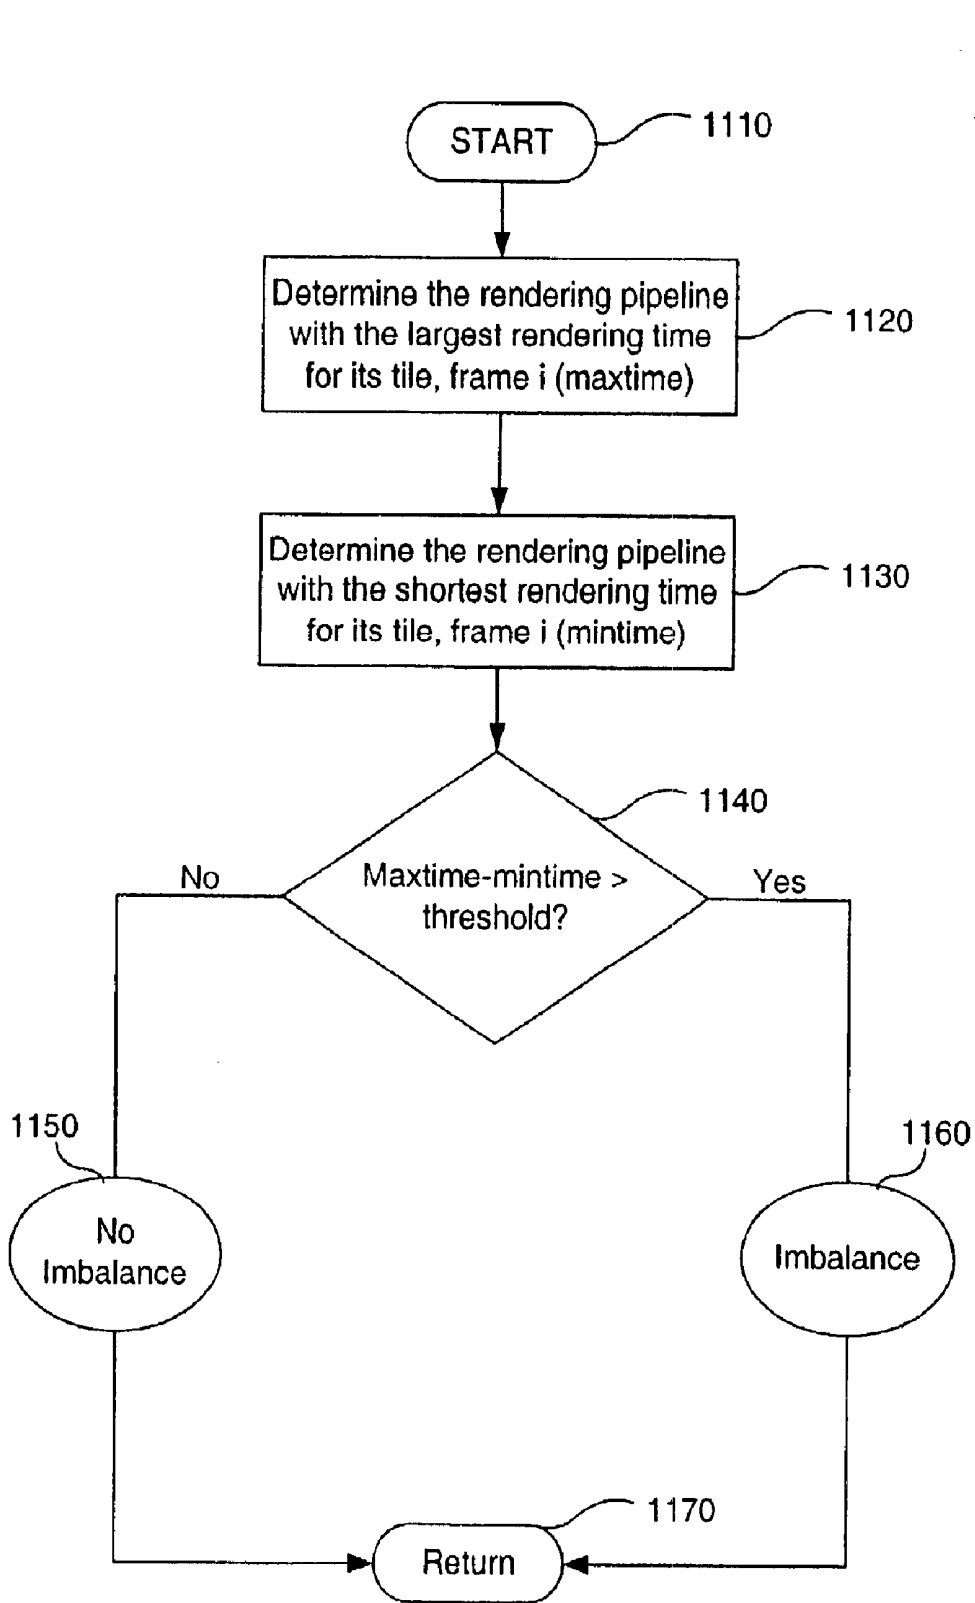 START
1110
Determine the rendering pipeline
with the largest rendering time
for its tile, frame i (maxtime)
1120
Determine the rendering pipeline
with the shortest rendering time
for its tile, frame i (mintime)
1130
1140
Maxtime-mintime >
threshold?
No
Yes
1150
No
Imbalance
1160
Imbalance
1170
Return